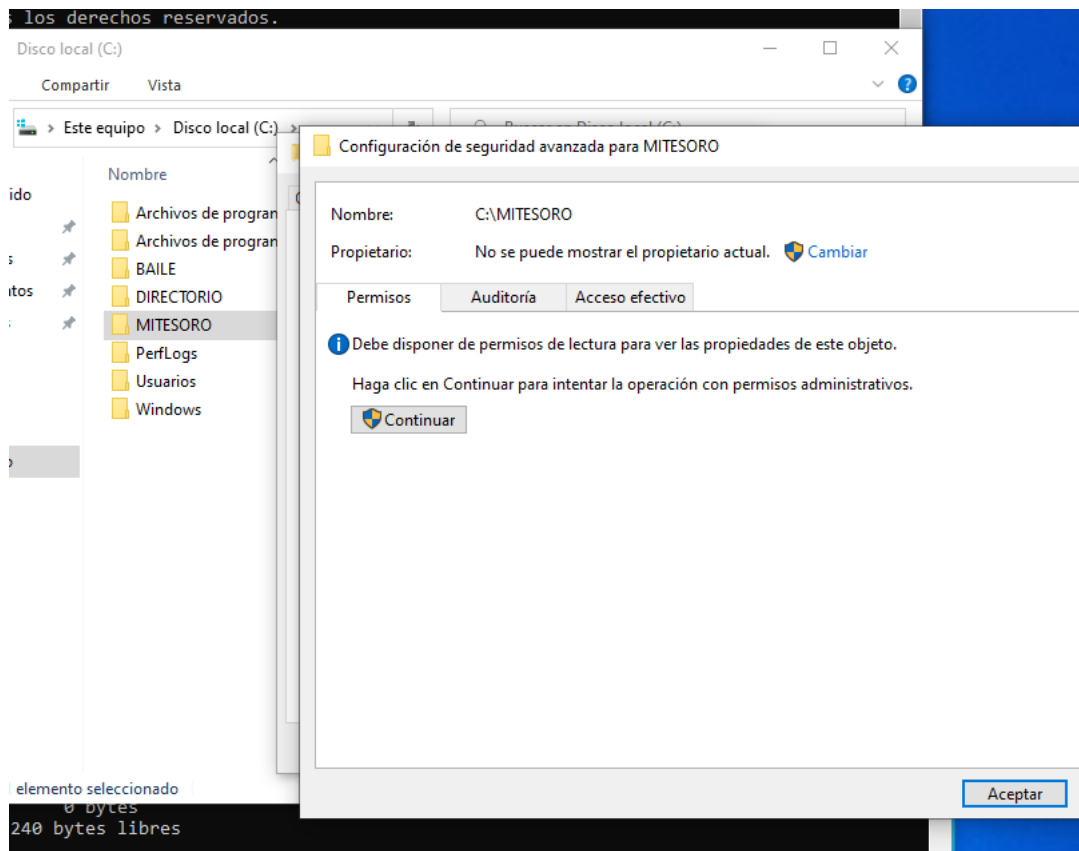 s los derechos reservados.
Disco local (C:)
Compartir Vista
Este equipo > Disco local (C:) >
Configuración de seguridad avanzada para MITESORO
Nombre
ido
Archivos de progran
Archivos de progran
BAILE
itos
DIRECTORIO
MITESORO
PerfLogs
Usuarios
Windows
Nombre: C:\MITESORO
Propietario: No se puede mostrar el propietario actual. Cambiar
Permisos Auditoría Acceso efectivo
Debe disponer de permisos de lectura para ver las propiedades de este objeto.
Haga clic en Continuar para intentar la operación con permisos administrativos.
Continuar
Aceptar
elemento seleccionado
0 bytes
240 bytes libres